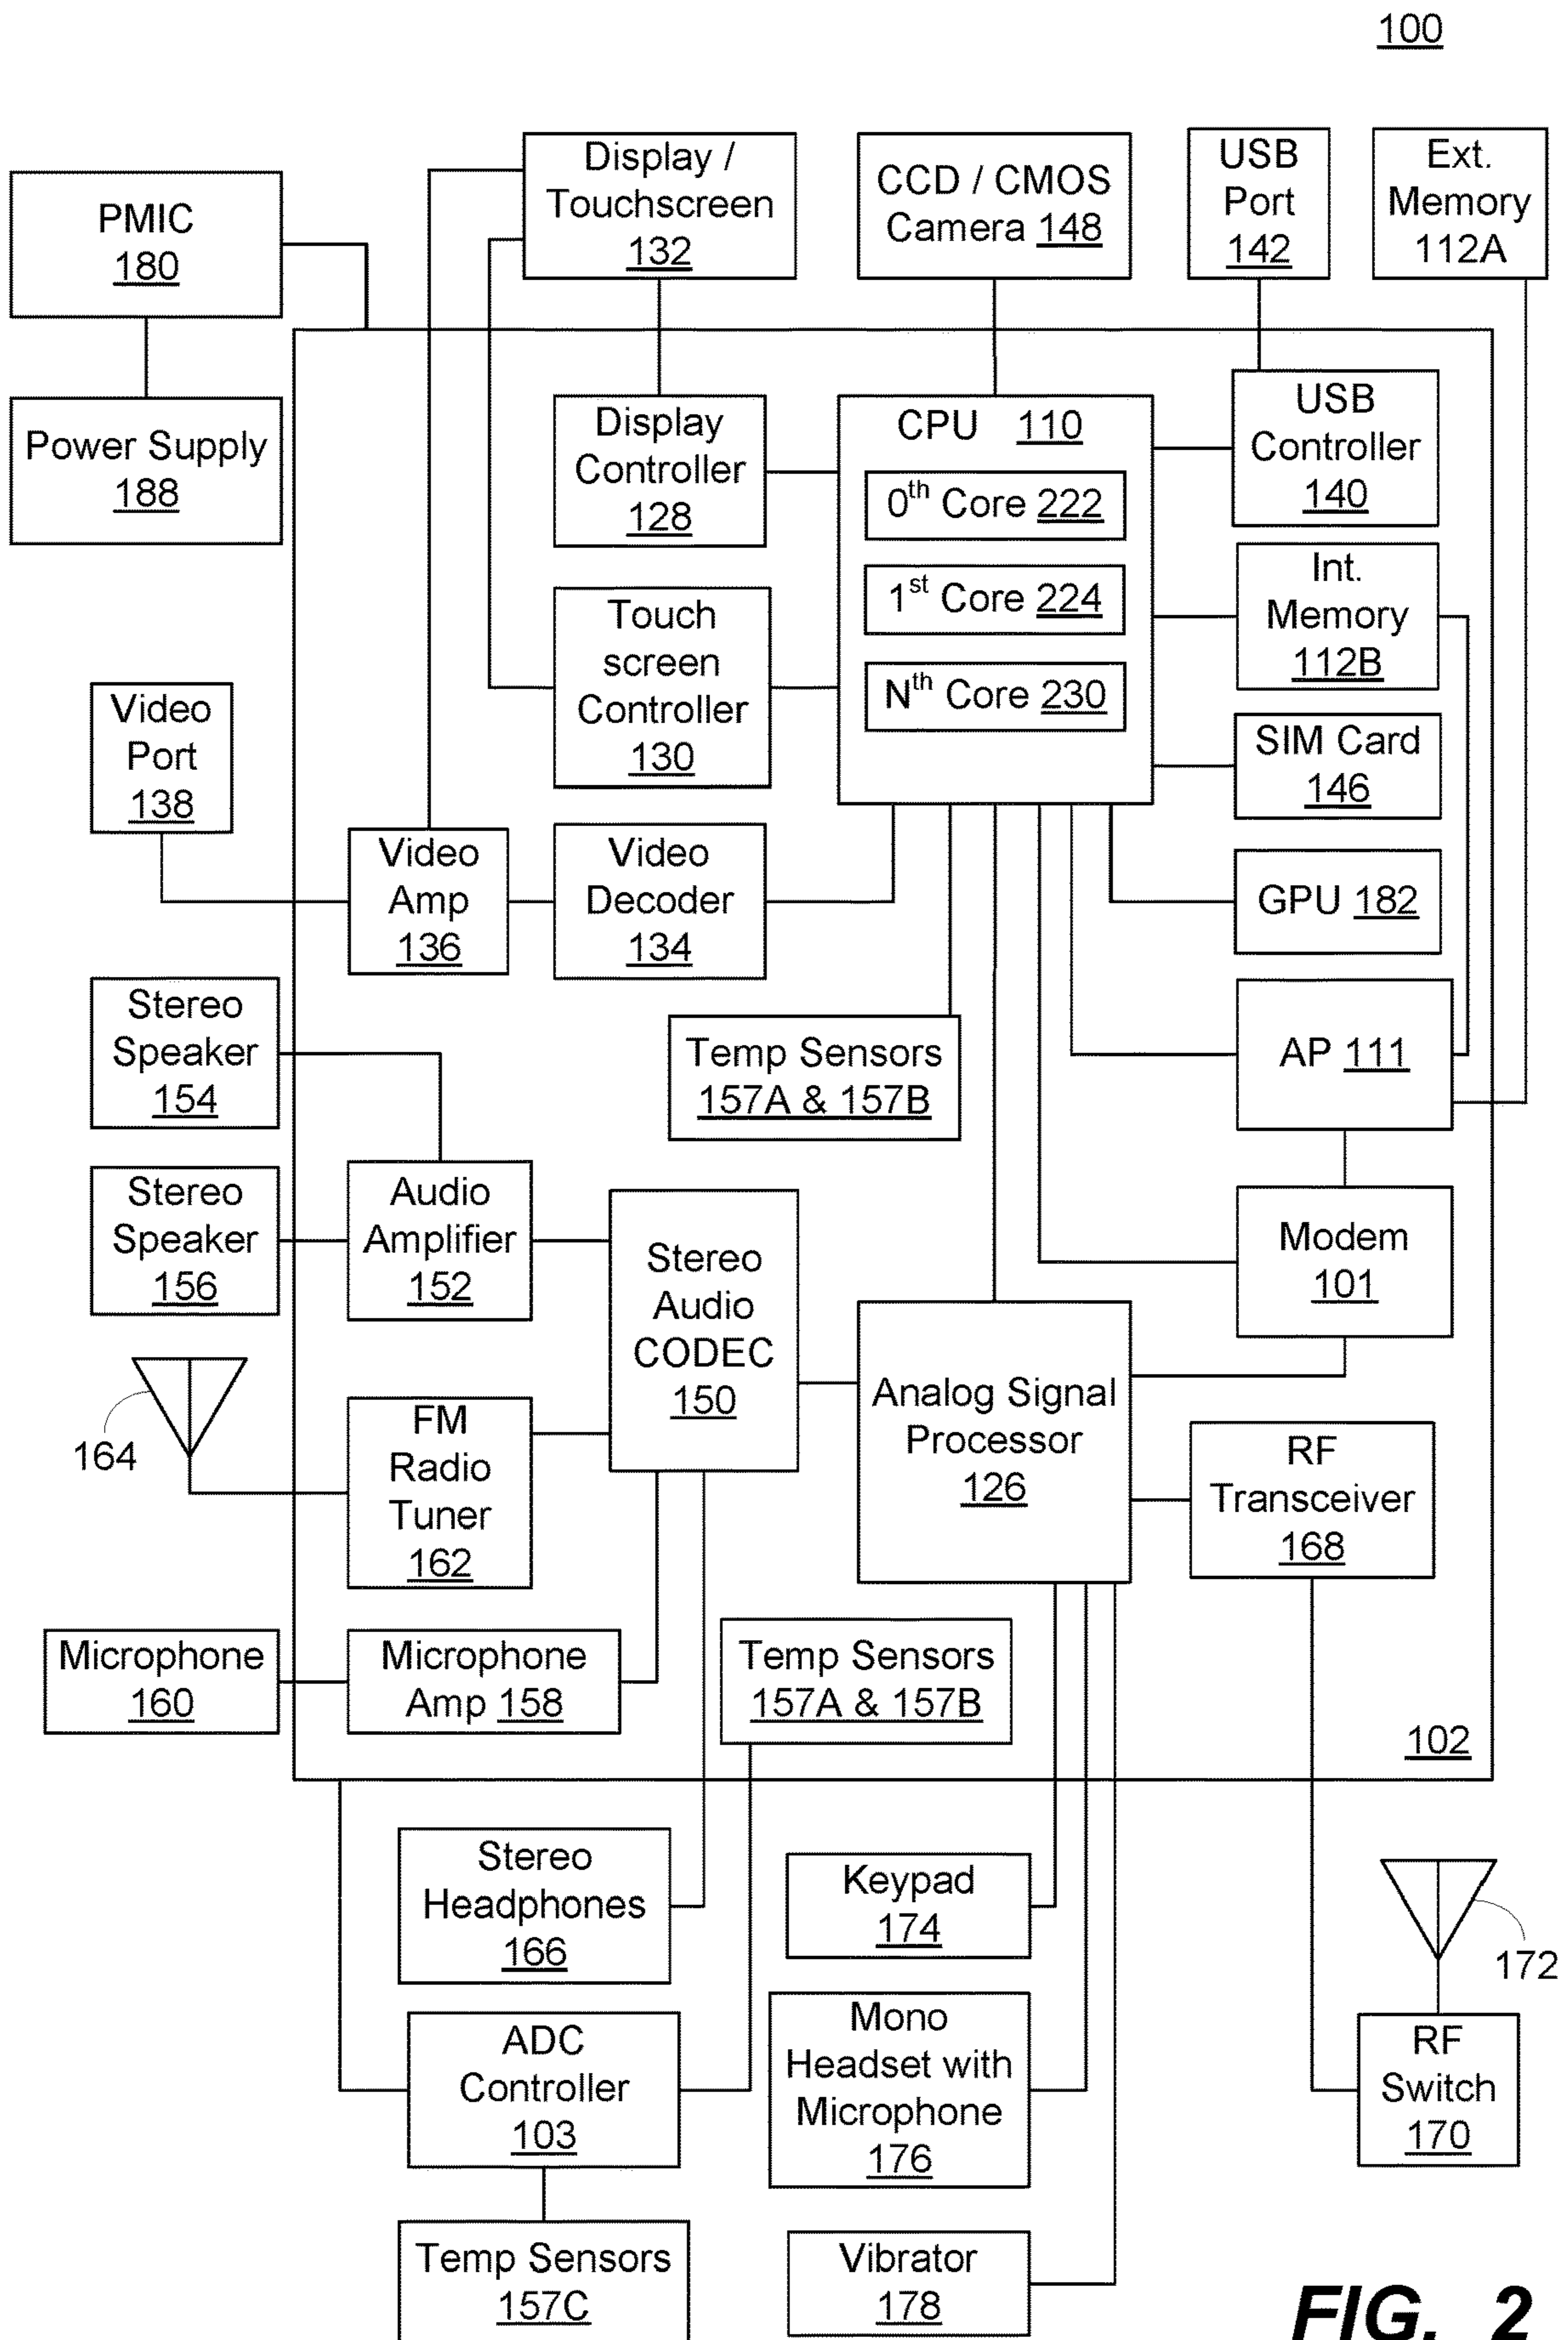 100
PMIC
180
Display /
Touchscreen
132
CCD / CMOS
Camera 148
USB
Port
142
Ext.
Memory
112A
Power Supply
188
Display
Controller
128
CPU 110
0th Core 222
1st Core 224
Nth Core 230
USB
Controller
140
Touch
screen
Controller
130
Int.
Memory
112B
Video
Port
138
SIM Card
146
Video
Amp
136
Video
Decoder
134
GPU 182
Stereo
Speaker
154
Temp Sensors
157A & 157B
AP 111
Stereo
Speaker
156
Audio
Amplifier
152
Stereo
Audio
CODEC
150
Modem
101
164
FM
Radio
Tuner
162
Analog Signal
Processor
126
RF
Transceiver
168
Microphone
160
Microphone
Amp 158
Temp Sensors
157A & 157B
102
Stereo
Headphones
166
Keypad
174
172
ADC
Controller
103
Mono
Headset with
Microphone
176
RF
Switch
170
Temp Sensors
157C
Vibrator
178
FIG. 2